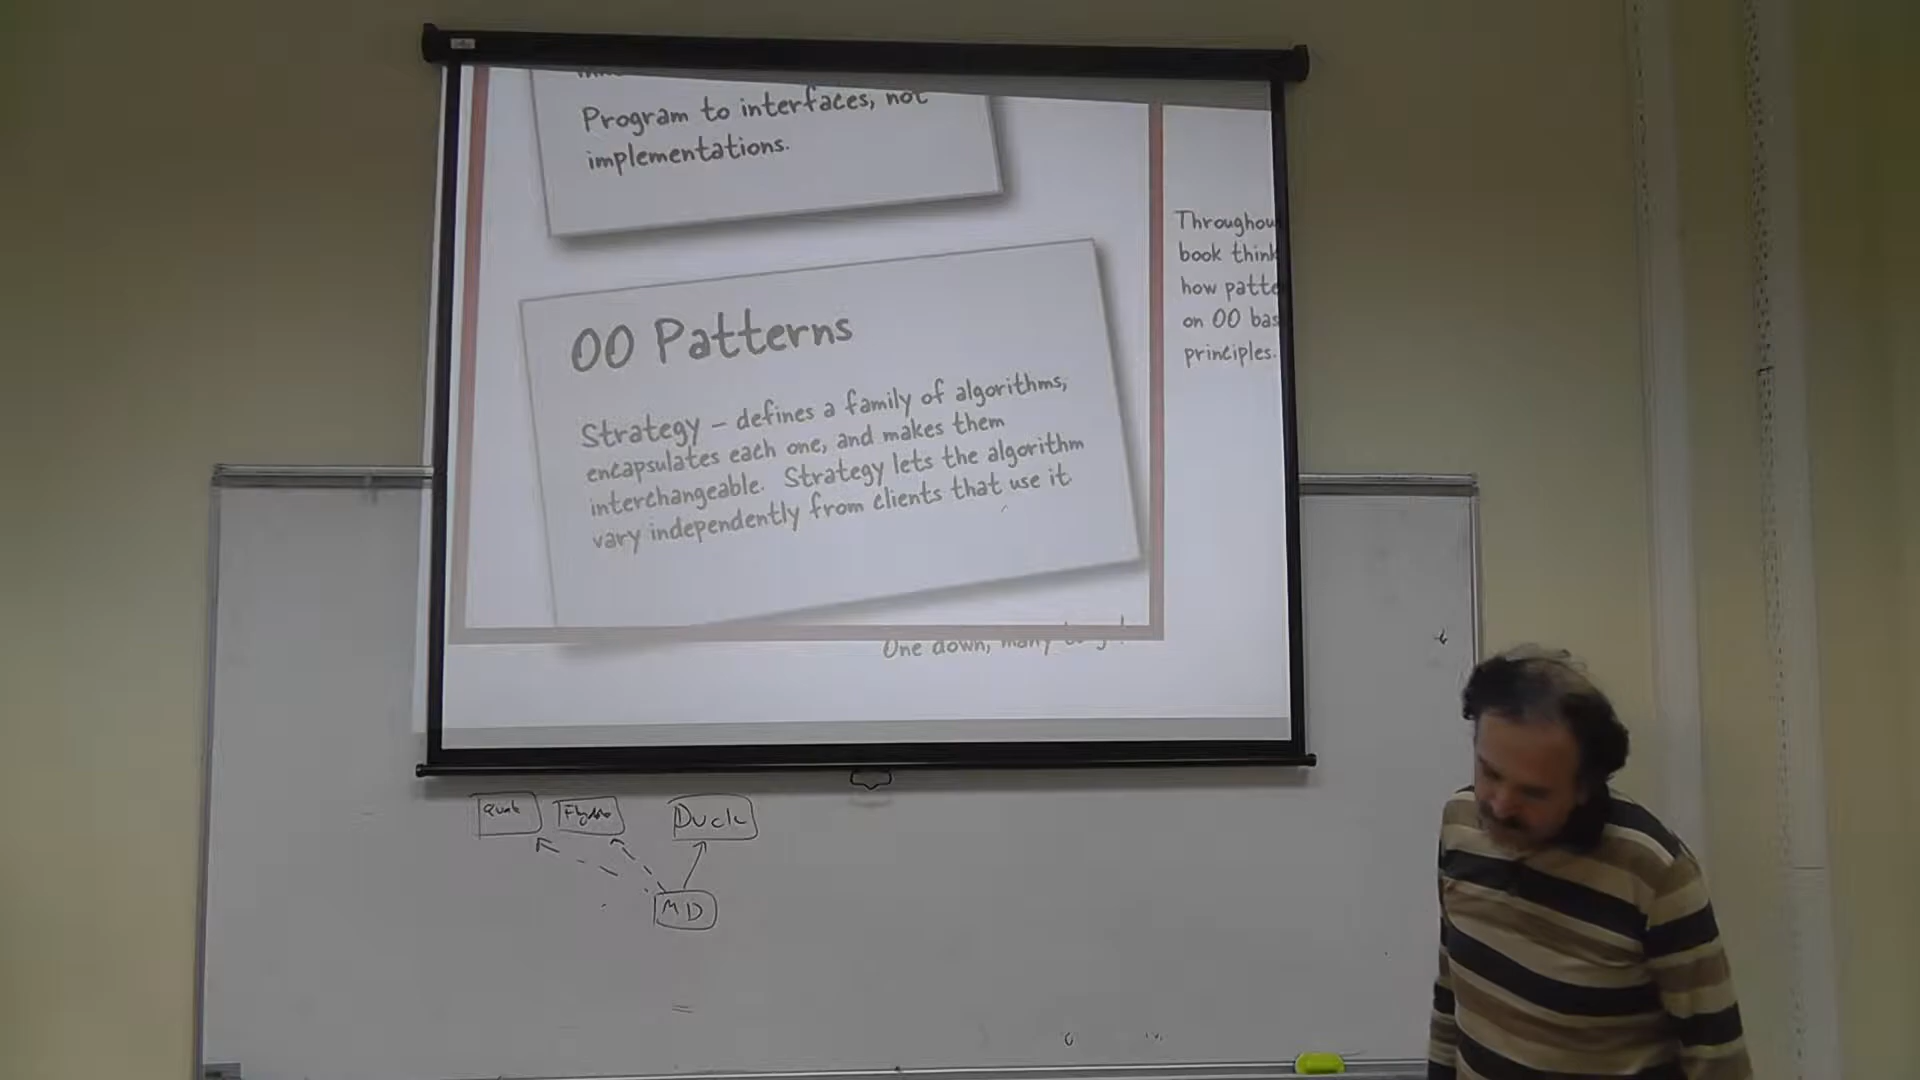 Program to interfaces, not
implementations.
Throughou
book think
how patte
on OO bas
principles.
OO Patterns
Strategy – defines a family of algorithms,
encapsulates each one, and makes them
interchangeable. Strategy lets the algorithm
vary independently from clients that use it.
One down, many
Duck
MD